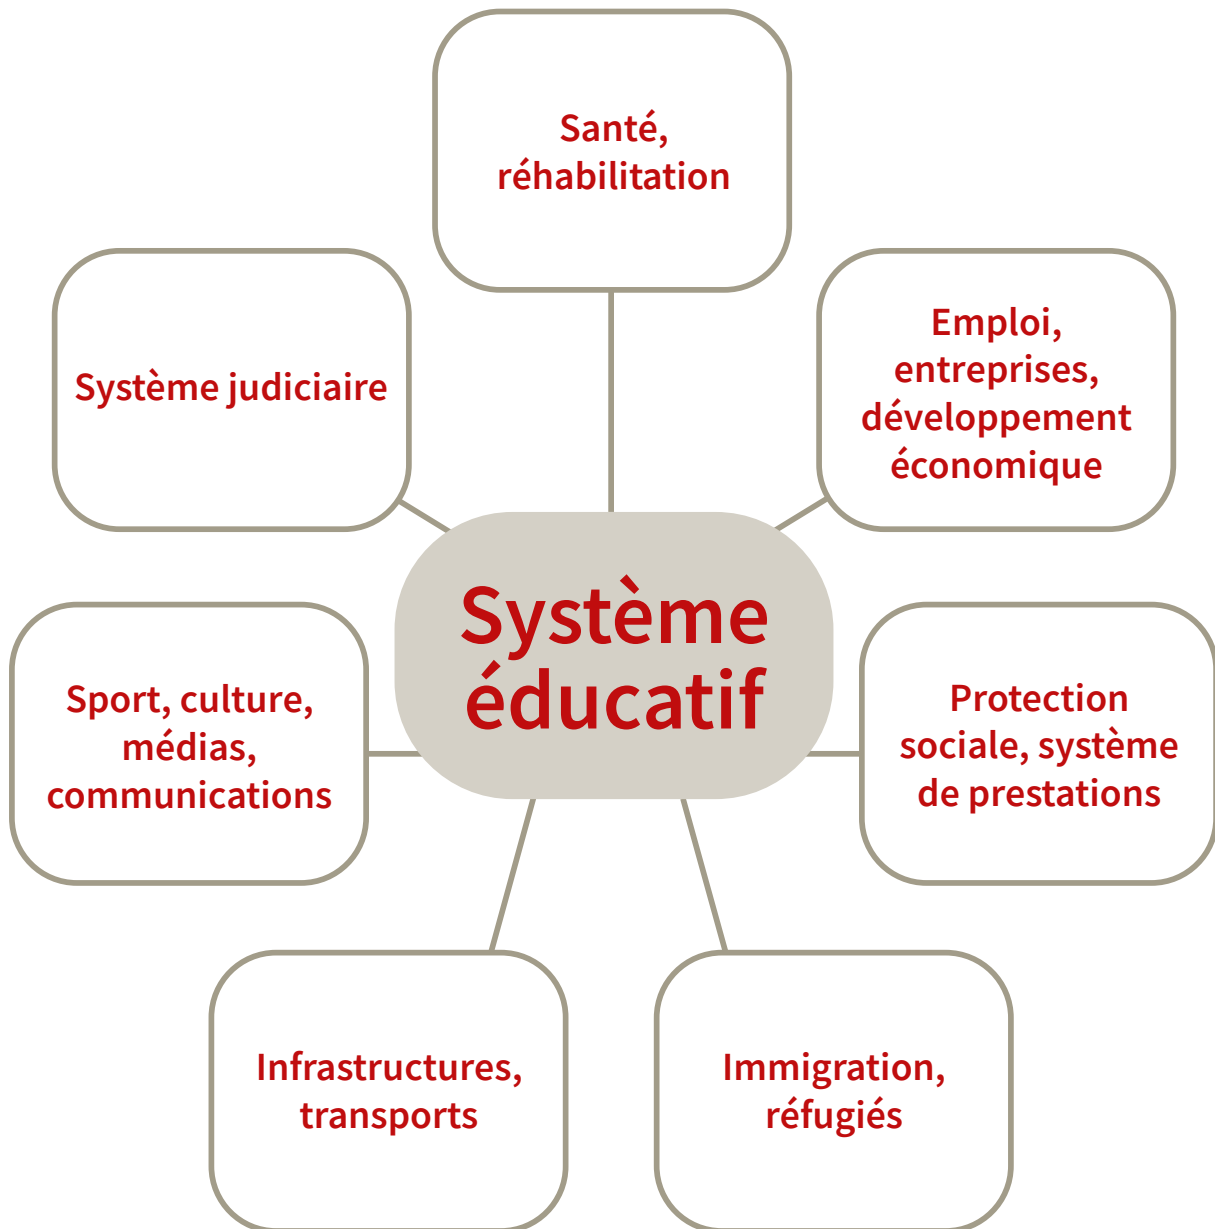 Santé,
réhabilitation
Emploi,
entreprises,
développement
économique
Système judiciaire
Système
éducatif
Sport, culture,
médias,
communications
Protection
sociale, système
de prestations
Infrastructures,
transports
Immigration,
réfugiés